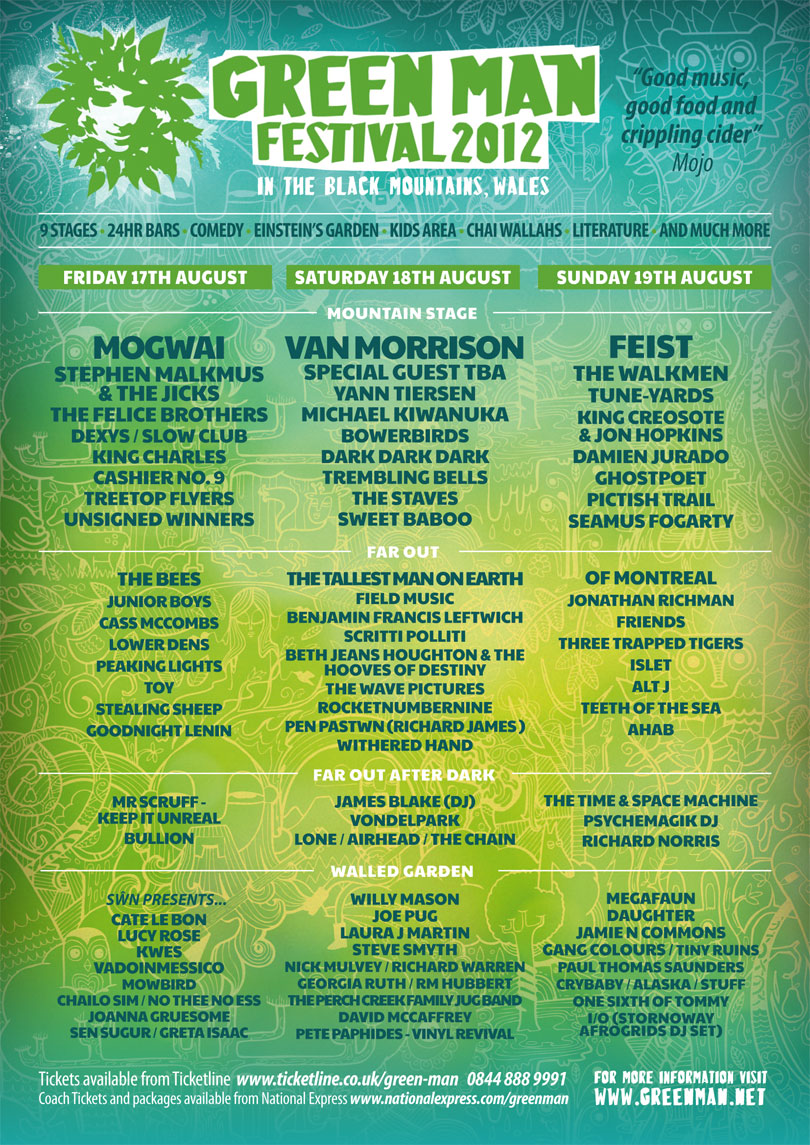 GREEN MAN
FESTIVAL 2012
IN THE BLACK MOUNTAINS, WALES
“Good music,
good food and
crippling cider”
Mojo
9 STAGES • 24HR BARS • COMEDY • EINSTEIN'S GARDEN • KIDS AREA • CHAI WALLAHS • LITERATURE • AND MUCH MORE
FRIDAY 17TH AUGUST
SATURDAY 18TH AUGUST
SUNDAY 19TH AUGUST
MOUNTAIN STAGE
MOGWAI
STEPHEN MALKMUS
& THE JICKS
THE FELICE BROTHERS
DEXYS / SLOW CLUB
KING CHARLES
CASHIER NO. 9
TREETOP FLYERS
UNSIGNED WINNERS
VAN MORRISON
SPECIAL GUEST TBA
YANN TIERSEN
MICHAEL KIWANUKA
BOWERBIRDS
DARK DARK DARK
TREMBLING BELLS
THE STAVES
SWEET BABOO
FEIST
THE WALKMEN
TUNE-YARDS
KING CREOSOTE
& JON HOPKINS
DAMIEN JURADO
GHOSTPOET
PICTISH TRAIL
SEAMUS FOGARTY
FAR OUT
THE BEES
JUNIOR BOYS
CASS MCCOMBS
LOWER DENS
PEAKING LIGHTS
TOY
STEALING SHEEP
GOODNIGHT LENIN
THE TALLEST MAN ON EARTH
FIELD MUSIC
BENJAMIN FRANCIS LEFTWICH
SCRITTI POLITTI
BETH JEANS HOUGHTON & THE
HOOVES OF DESTINY
THE WAVE PICTURES
ROCKETNUMBERNINE
PEN PASTWN (RICHARD JAMES )
WITHERED HAND
OF MONTREAL
JONATHAN RICHMAN
FRIENDS
THREE TRAPPED TIGERS
ISLET
ALT J
TEETH OF THE SEA
AHAB
FAR OUT AFTER DARK
MR SCRUFF -
KEEP IT UNREAL
BULLION
JAMES BLAKE (DJ)
VONDELPARK
LONE / AIRHEAD / THE CHAIN
THE TIME & SPACE MACHINE
PSYCHEMAGIK DJ
RICHARD NORRIS
WALLED GARDEN
SŴN PRESENTS...
CATE LE BON
LUCY ROSE
KWES
VADOINMESSICO
MOWBIRD
CHAILO SIM / NO THEE NO ESS
JOANNA GRUESOME
SEN SUGUR / GRETA ISAAC
WILLY MASON
JOE PUG
LAURA J MARTIN
STEVE SMYTH
NICK MULVEY / RICHARD WARREN
GEORGIA RUTH / RM HUBBERT
THE PERCH CREEK FAMILY JUG BAND
DAVID MCCAFFREY
PETE PAPHIDES - VINYL REVIVAL
MEGAFAUN
DAUGHTER
JAMIE N COMMONS
GANG COLOURS / TINY RUINS
PAUL THOMAS SAUNDERS
CRYBABY / ALASKA / STUFF
ONE SIXTH OF TOMMY
I/O (STORNOWAY
AFROGRIDS DJ SET)
Tickets available from Ticketline www.ticketline.co.uk/green-man 0844 888 9991
Coach Tickets and packages available from National Express www.nationalexpress.com/greenman
FOR MORE INFORMATION VISIT
WWW.GREENMAN.NET